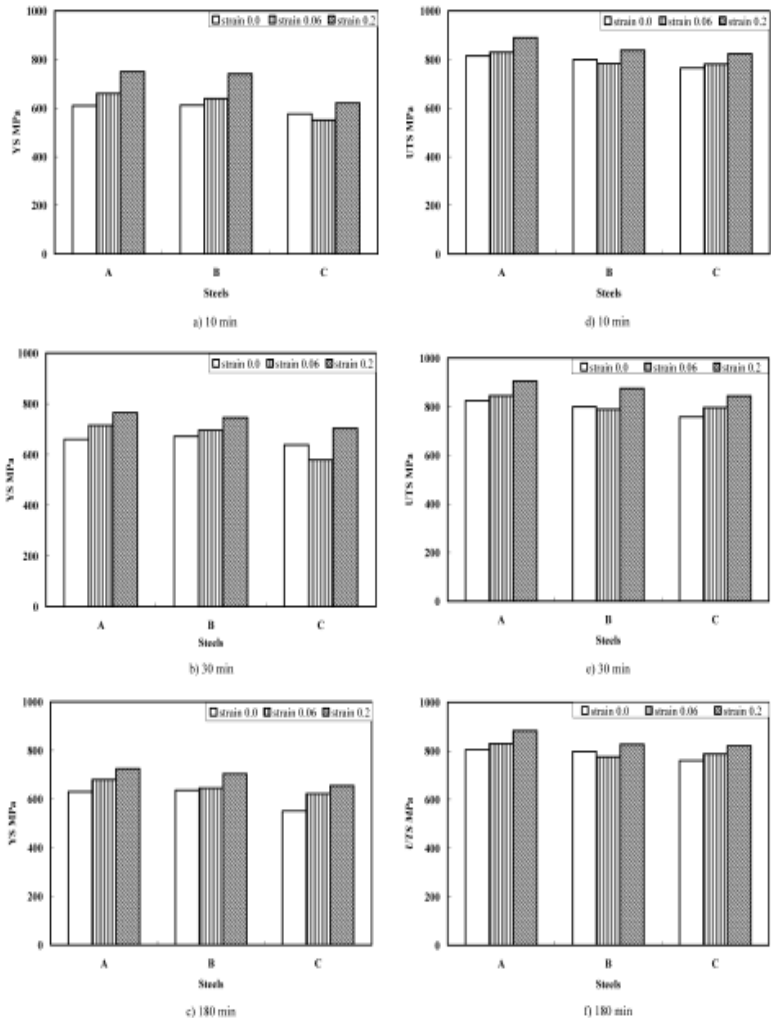 1000
800
600
400
200
0
YS MPa
strain 0.0 strain 0.06 strain 0.2
A B C
Steels
a) 10 min
1000
800
600
400
200
0
UTS MPa
strain 0.0 strain 0.06 strain 0.2
A B C
Steels
d) 10 min
1000
800
600
400
200
0
YS MPa
strain 0.0 strain 0.06 strain 0.2
A B C
Steels
b) 30 min
1000
800
600
400
200
0
UTS MPa
strain 0.0 strain 0.06 strain 0.2
A B C
Steels
e) 30 min
1000
800
600
400
200
0
YS MPa
strain 0.0 strain 0.06 strain 0.2
A B C
Steels
c) 180 min
1000
800
600
400
200
0
UTS MPa
strain 0.0 strain 0.06 strain 0.2
A B C
Steels
f) 180 min